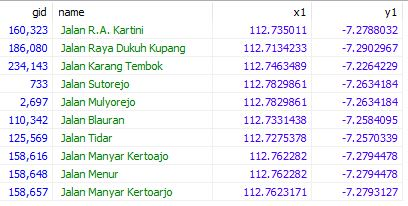 gid name x1 y1
160,323 Jalan R.A. Kartini 112.735011 -7.2788032
186,080 Jalan Raya Dukuh Kupang 112.7134233 -7.2902967
234,143 Jalan Karang Tembok 112.7463489 -7.2264229
733 Jalan Sutorejo 112.7829861 -7.2634184
2,697 Jalan Mulyorejo 112.7829861 -7.2634184
110,342 Jalan Blauran 112.7331438 -7.2584095
125,569 Jalan Tidar 112.7275378 -7.2570339
158,616 Jalan Manyar Kertoajo 112.762282 -7.2794478
158,648 Jalan Menur 112.762282 -7.2794478
158,657 Jalan Manyar Kertoarjo 112.7623171 -7.2793127